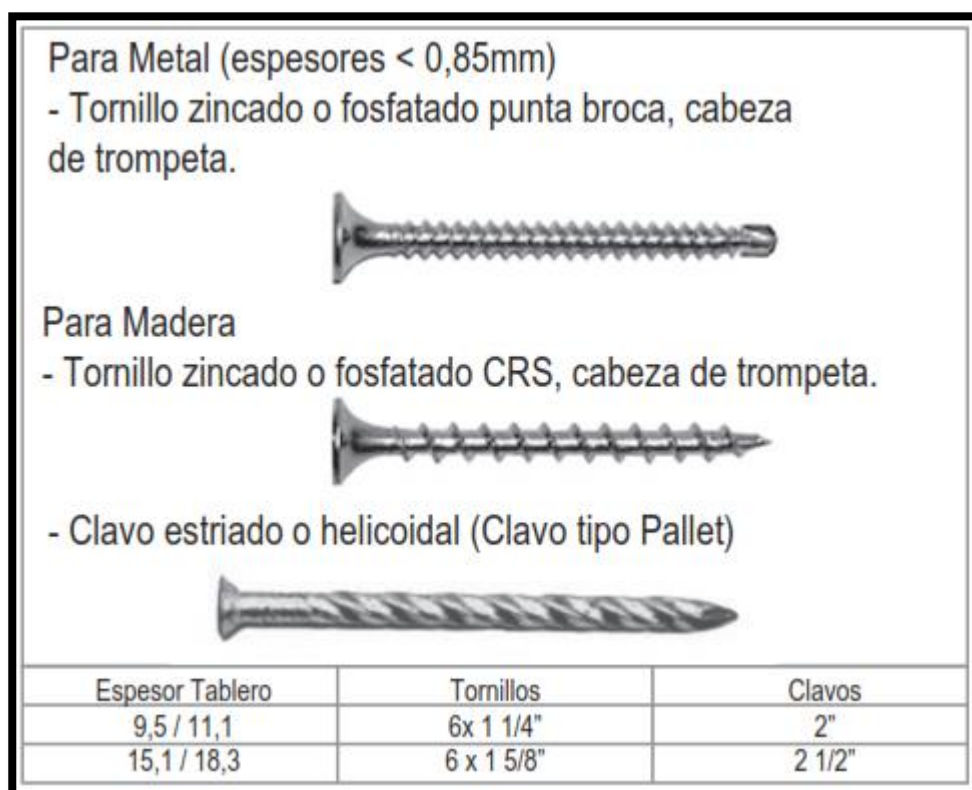 Para Metal (espesores < 0,85mm)
- Tornillo zincado o fosfatado punta broca, cabeza
de trompeta.
Para Madera
- Tornillo zincado o fosfatado CRS, cabeza de trompeta.
- Clavo estriado o helicoidal (Clavo tipo Pallet)
Espesor Tablero Tornillos Clavos
9,5 / 11,1 6x 1 1/4” 2”
15,1 / 18,3 6 x 1 5/8” 2 1/2”